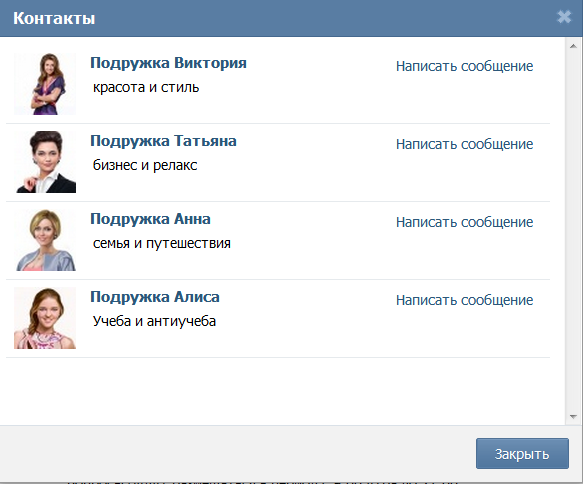 Контакты
Подружка Виктория
Написать сообщение
красота и стиль
Подружка Татьяна
Написать сообщение
бизнес и релакс
Подружка Анна
Написать сообщение
семья и путешествия
Подружка Алиса
Написать сообщение
Учеба и антиучеба
Закрыть